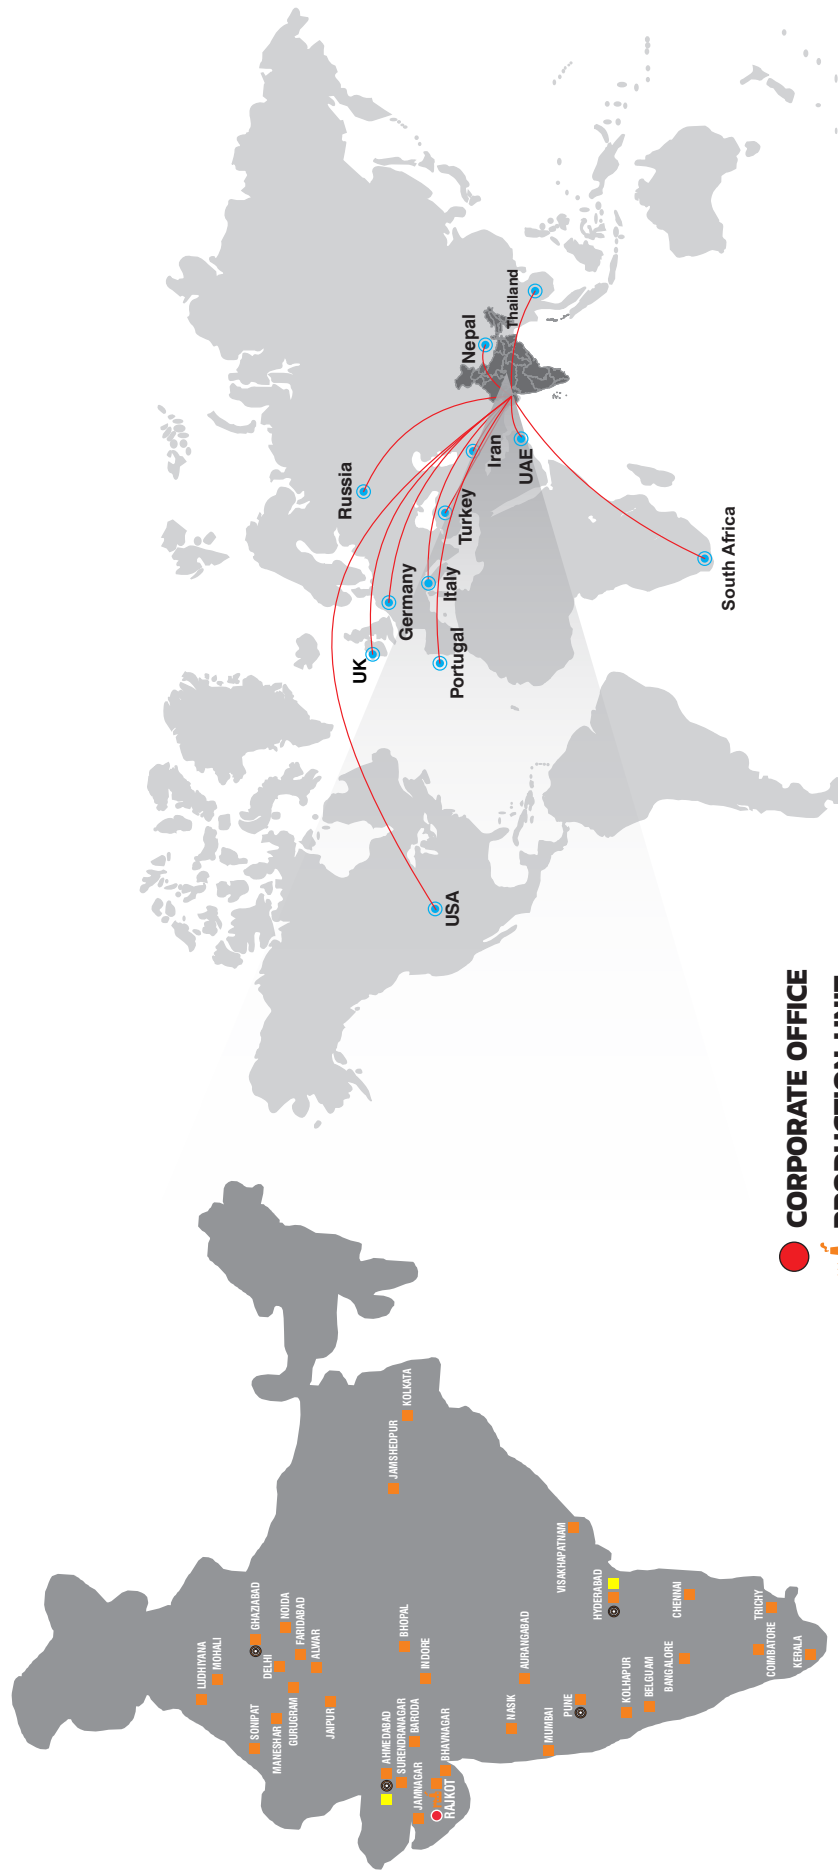 LUDHIYANA
MOHALI
SONIPAT
GHAZIABAD
MANESHAR
DELHI
NOIDA
GURUGRAM
FARIDABAD
JAIPUR
ALWAR
AHMEDABAD
SURENDRANAGAR
BARODA
JAMNAGAR
RAJKOT
BHAVNAGAR
BHOPAL
INDORE
JAMSHEDPUR
KOLKATA
NASIK
AURANGABAD
MUMBAI
PUNE
VISAKHAPATNAM
HYDERABAD
KOLHAPUR
BELGUAM
BANGALORE
CHENNAI
COIMBATORE
TRICHY
KERALA
USA
UK
Russia
Germany
Portugal
Italy
Turkey
Iran
UAE
Nepal
Thailand
South Africa
CORPORATE OFFICE
PRODUCTION UNIT